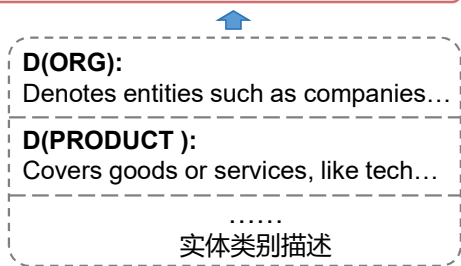 D(ORG):
Denotes entities such as companies…
D(PRODUCT ):
Covers goods or services, like tech…
……
实体类别描述